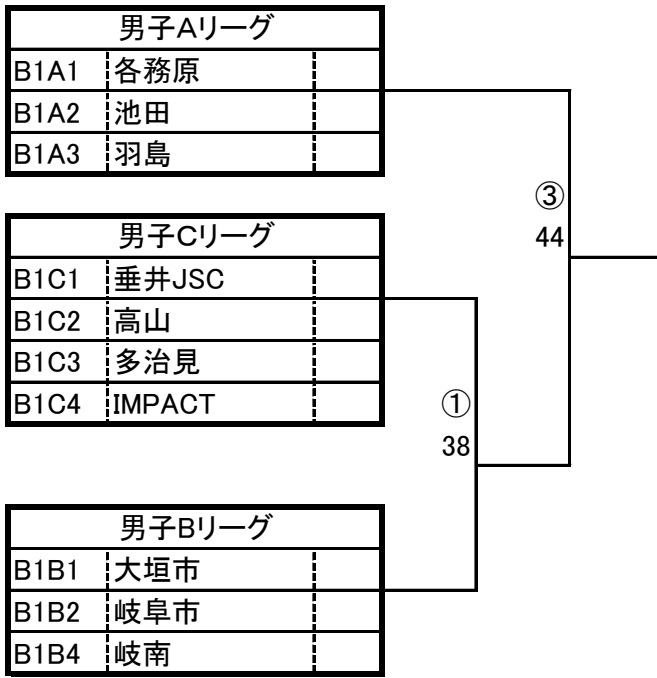 男子Aリーグ
B1A1 各務原
B1A2 池田
B1A3 羽島
③
44
男子Cリーグ
B1C1 垂井JSC
B1C2 高山
B1C3 多治見
B1C4 IMPACT
①
38
男子Bリーグ
B1B1 大垣市
B1B2 岐阜市
B1B4 岐南